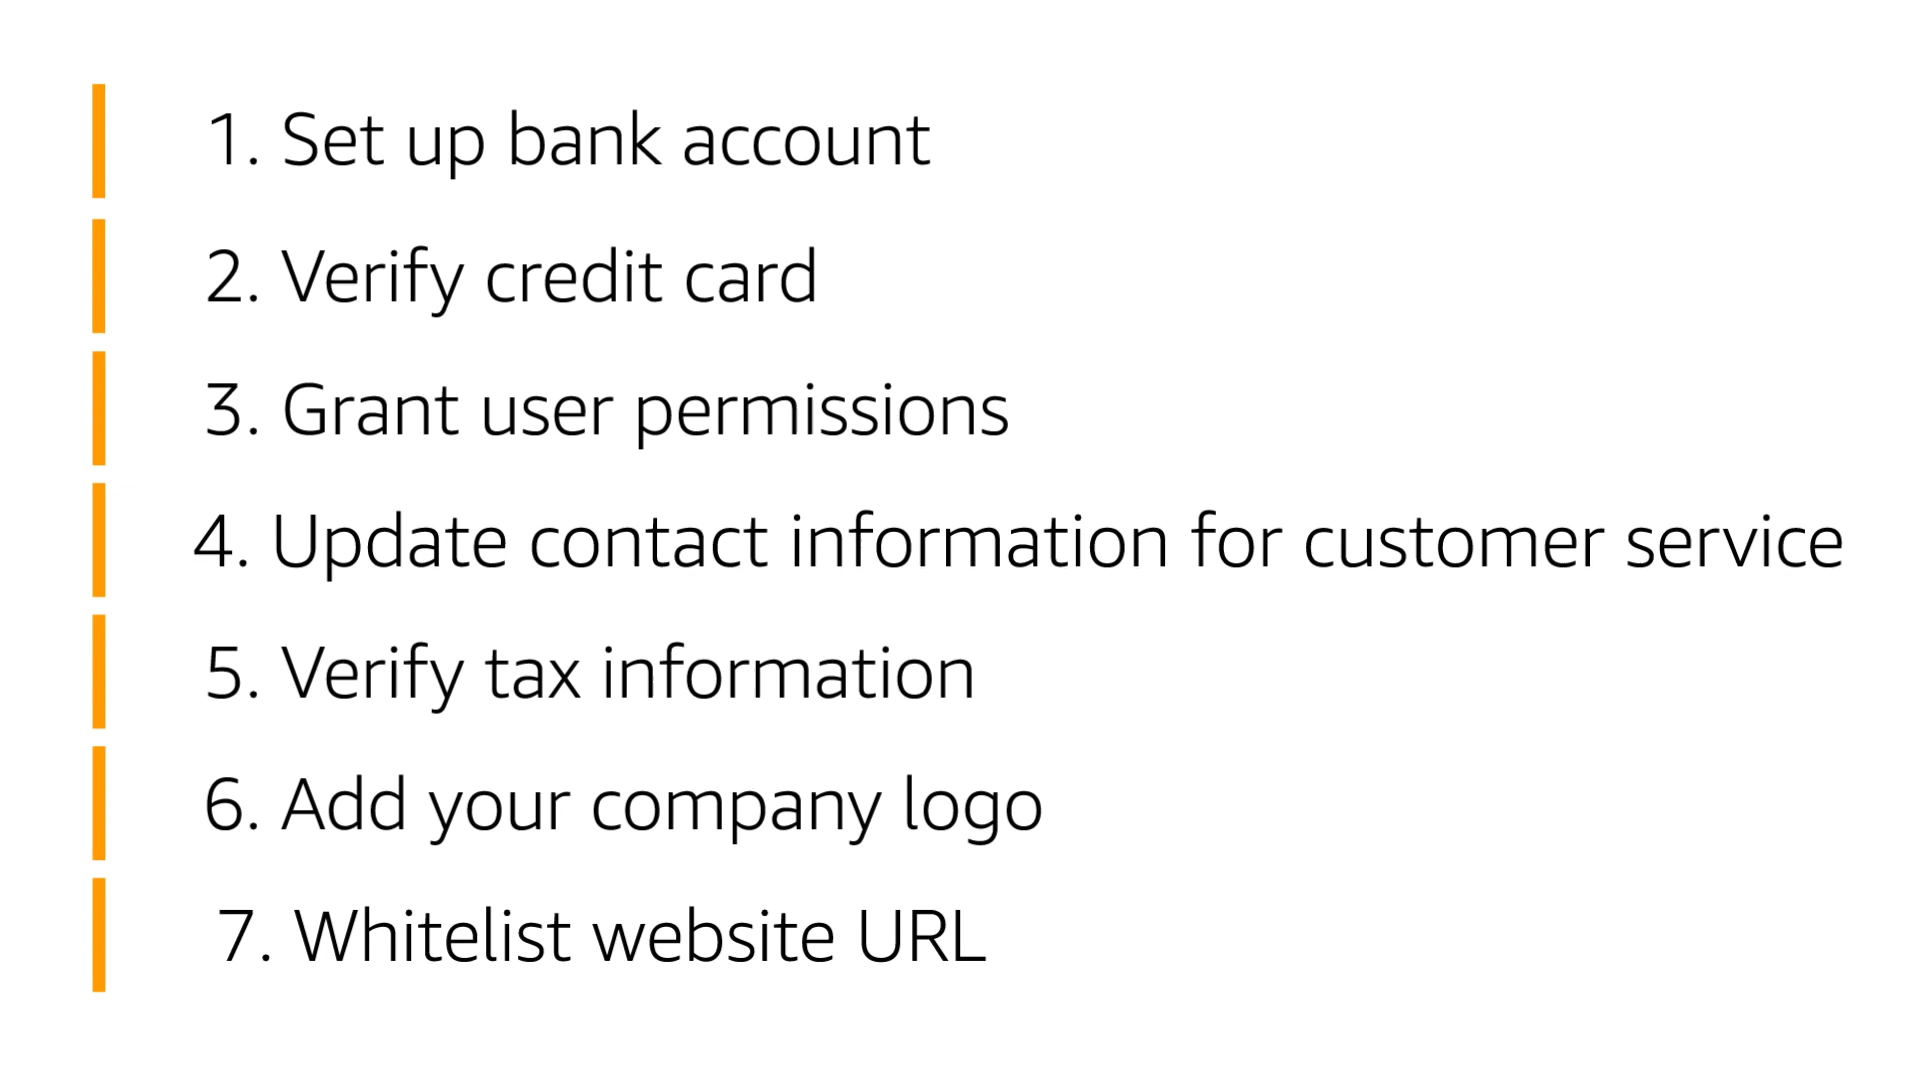 1. Set up bank account
2. Verify credit card
3. Grant user permissions
4. Update contact information for customer service
5. Verify tax information
6. Add your company logo
7. Whitelist website URL